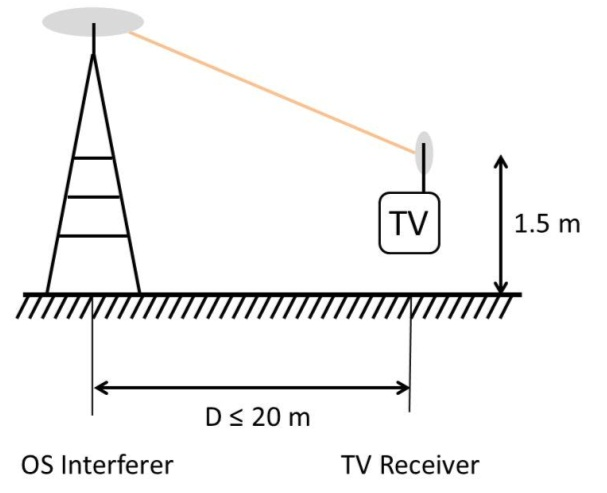 TV
1.5 m
D ≤ 20 m
OS Interferer
TV Receiver